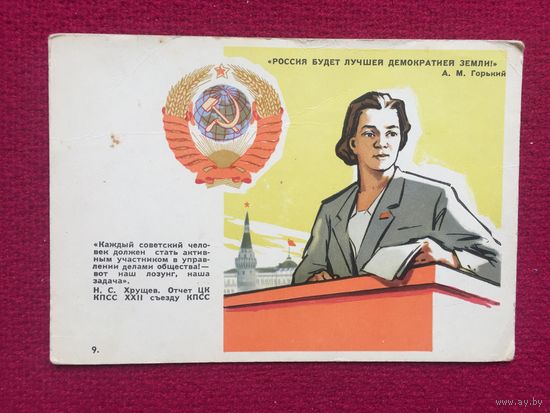 «РОССИЯ БУДЕТ ЛУЧШЕЙ ДЕМОКРАТИЕЙ ЗЕМЛИ!»
А. М. Горький
«Каждый советский чело-
век должен стать актив-
ным участником в управ-
лении делами общества!—
вот наш лозунг, наша
задача».
Н. С. Хрущев. Отчет ЦК
КПСС XXII съезду КПСС
9.
www.ay.by